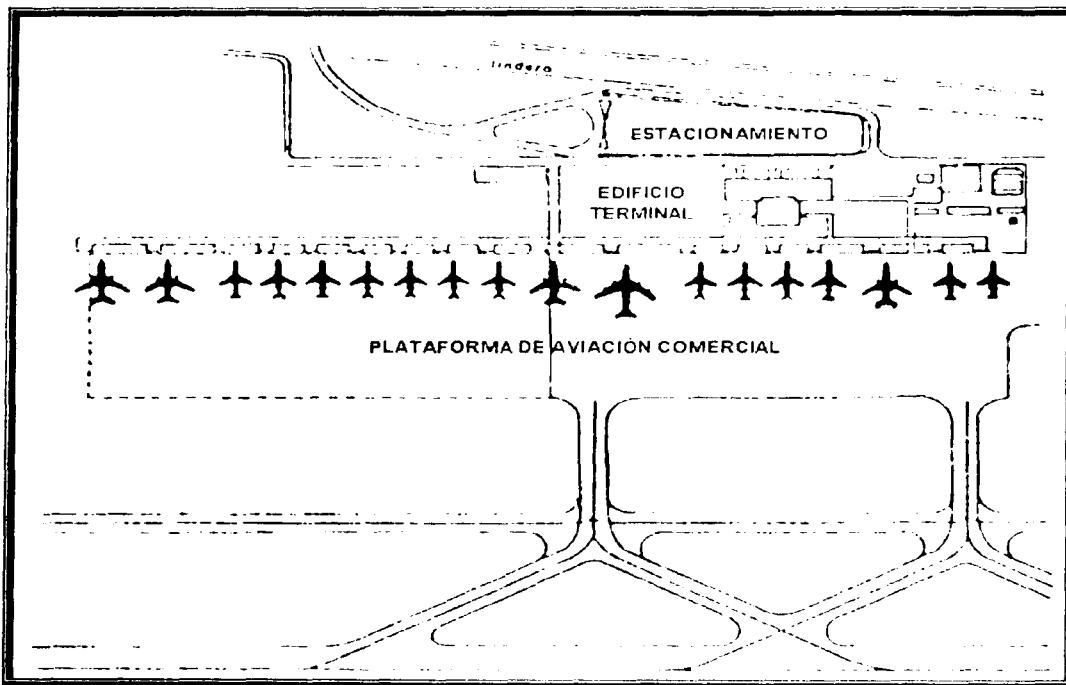 lindero
ESTACIONAMIENTO
EDIFICIO
TERMINAL
PLATAFORMA DE AVIACIÓN COMERCIAL